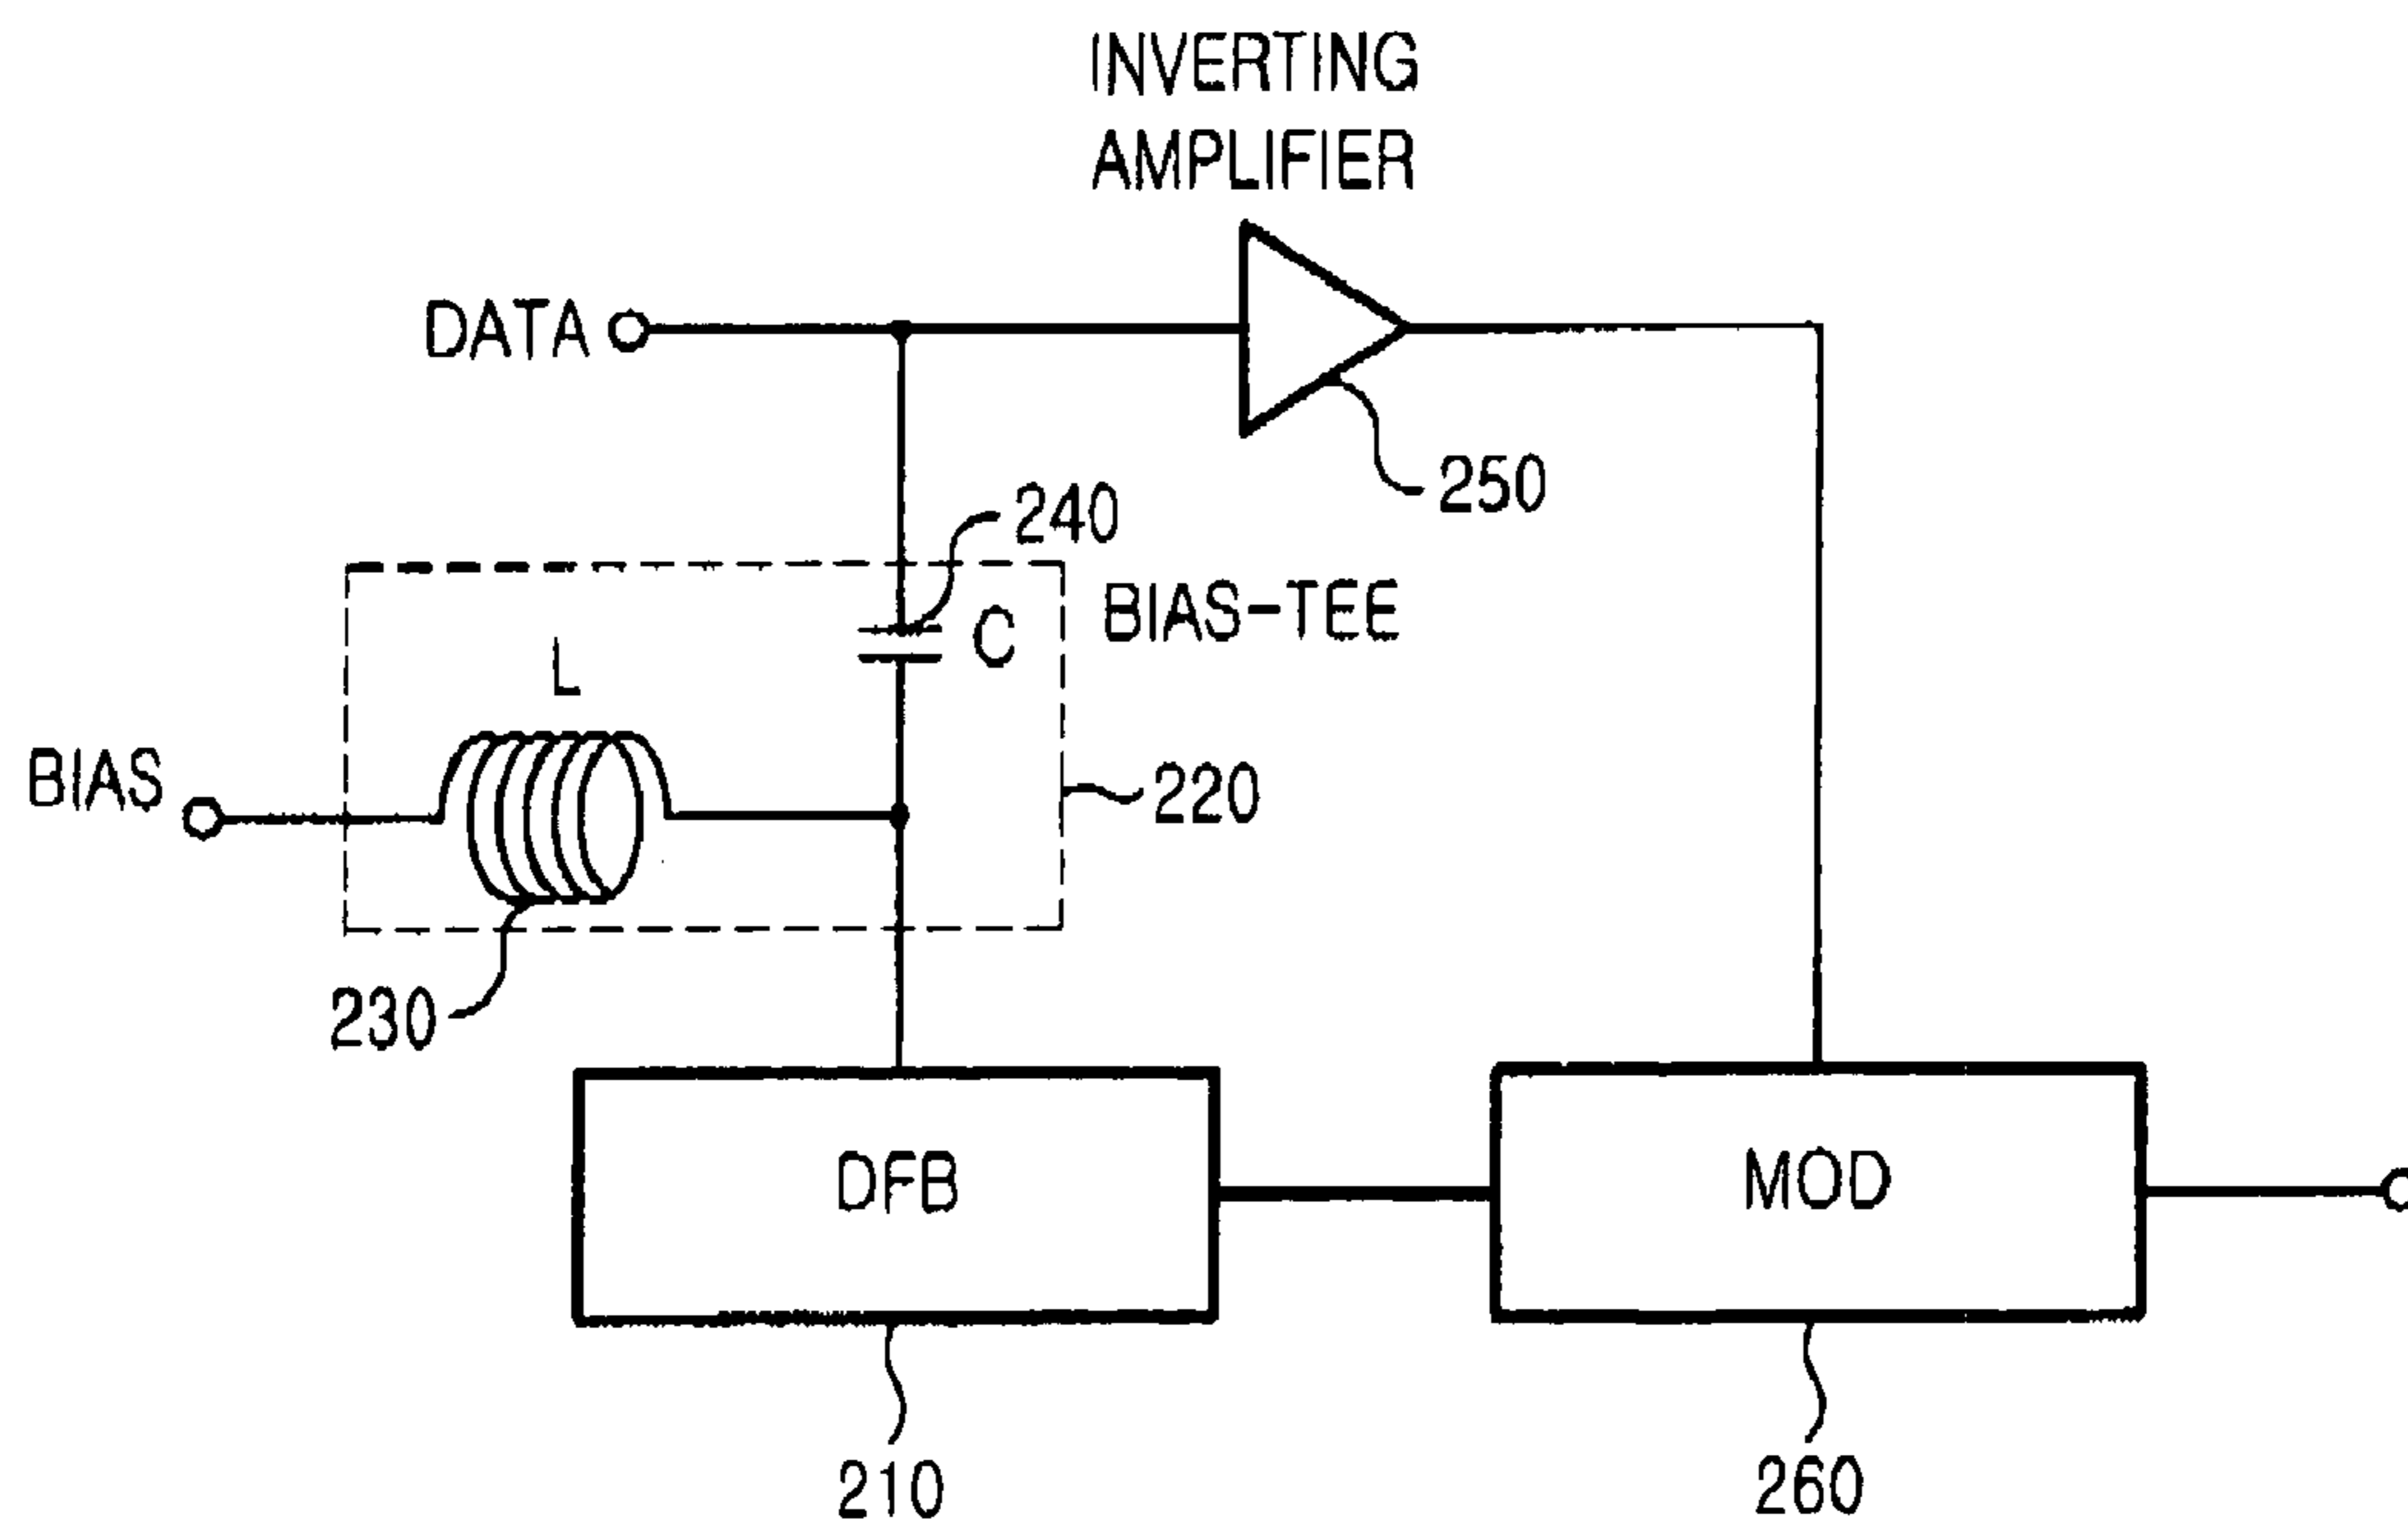 INVERTING
AMPLIFIER
DATA
250
240
BIAS-TEE
C
L
BIAS
220
230
DFB
MOD
210
260